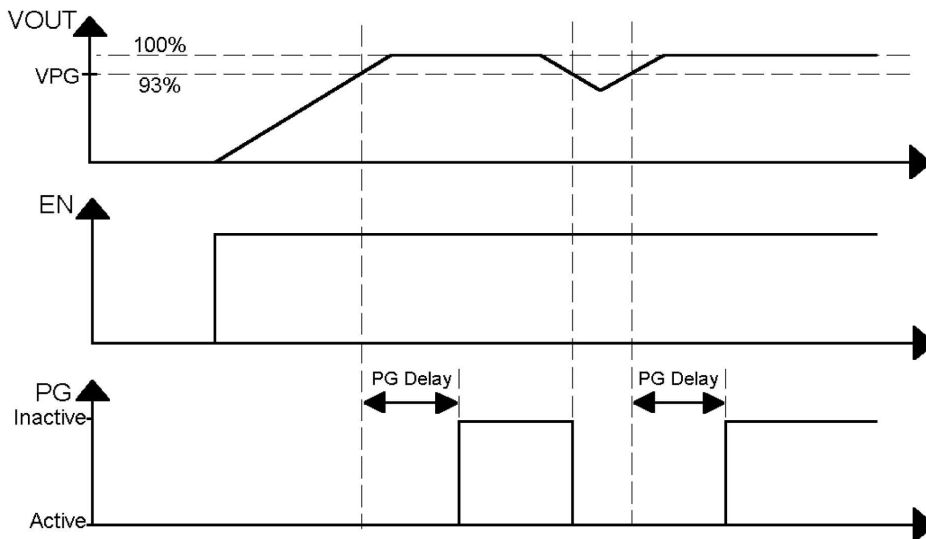 VOUT
100%
VPG
93%
EN
PG Delay
PG Delay
PG
Inactive
Active